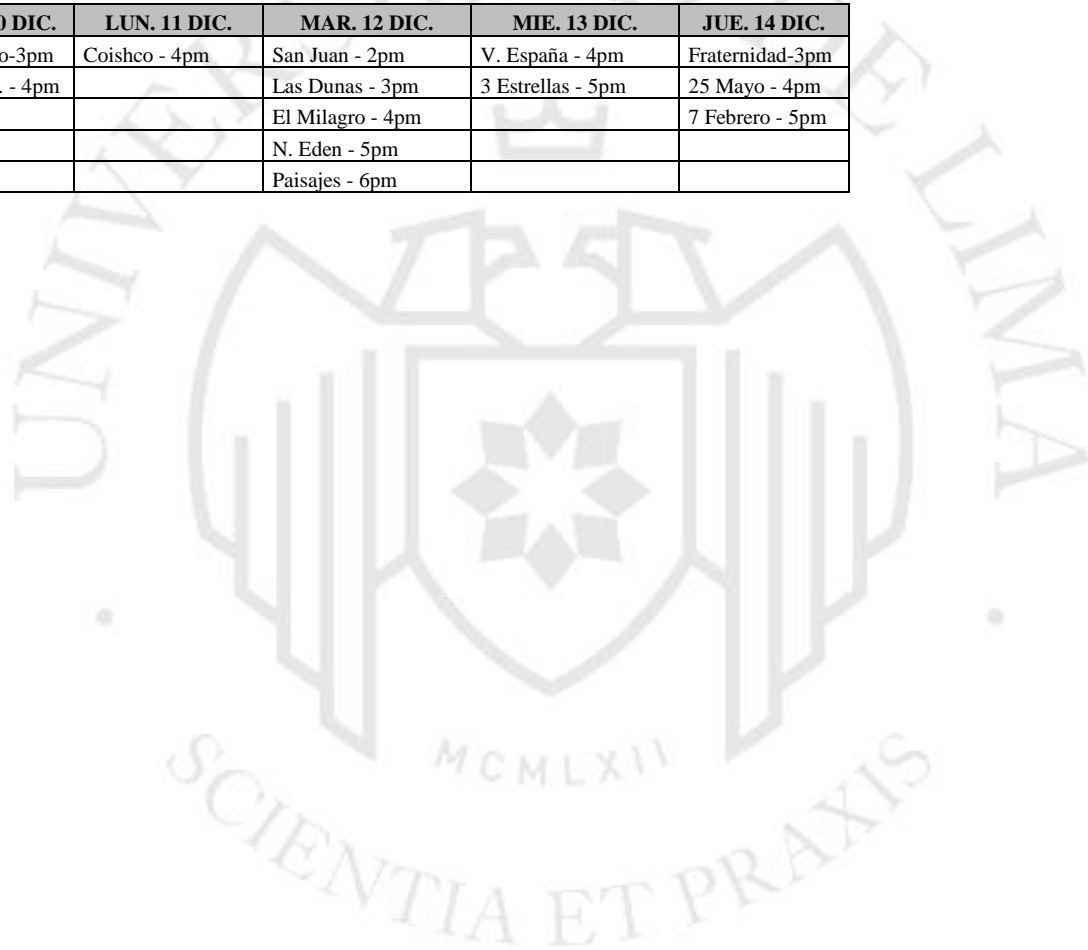 0 DIC. LUN. 11 DIC. MAR. 12 DIC. MIE. 13 DIC. JUE. 14 DIC.
o-3pm Coishco - 4pm San Juan - 2pm V. España - 4pm Fraternidad-3pm
. - 4pm Las Dunas - 3pm 3 Estrellas - 5pm 25 Mayo - 4pm
El Milagro - 4pm 7 Febrero - 5pm
N. Eden - 5pm
Paisajes - 6pm
UNIVERSIDAD DE LIMA
MCMLXII
SCIENTIA ET PRAXIS